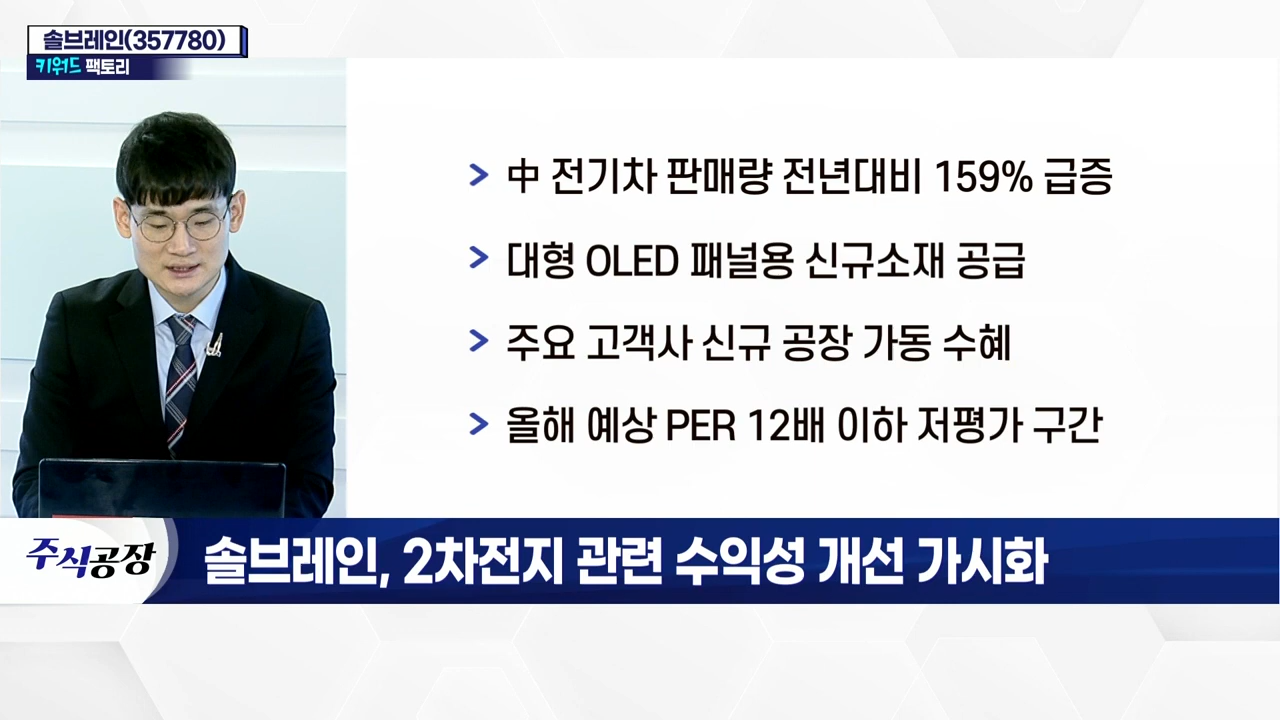 솔브레인(357780)
키워드 팩토리
> 中 전기차 판매량 전년대비 159% 급증
> 대형 OLED 패널용 신규소재 공급
> 주요 고객사 신규 공장 가동 수혜
> 올해 예상 PER 12배 이하 저평가 구간
주식공장
솔브레인, 2차전지 관련 수익성 개선 가시화